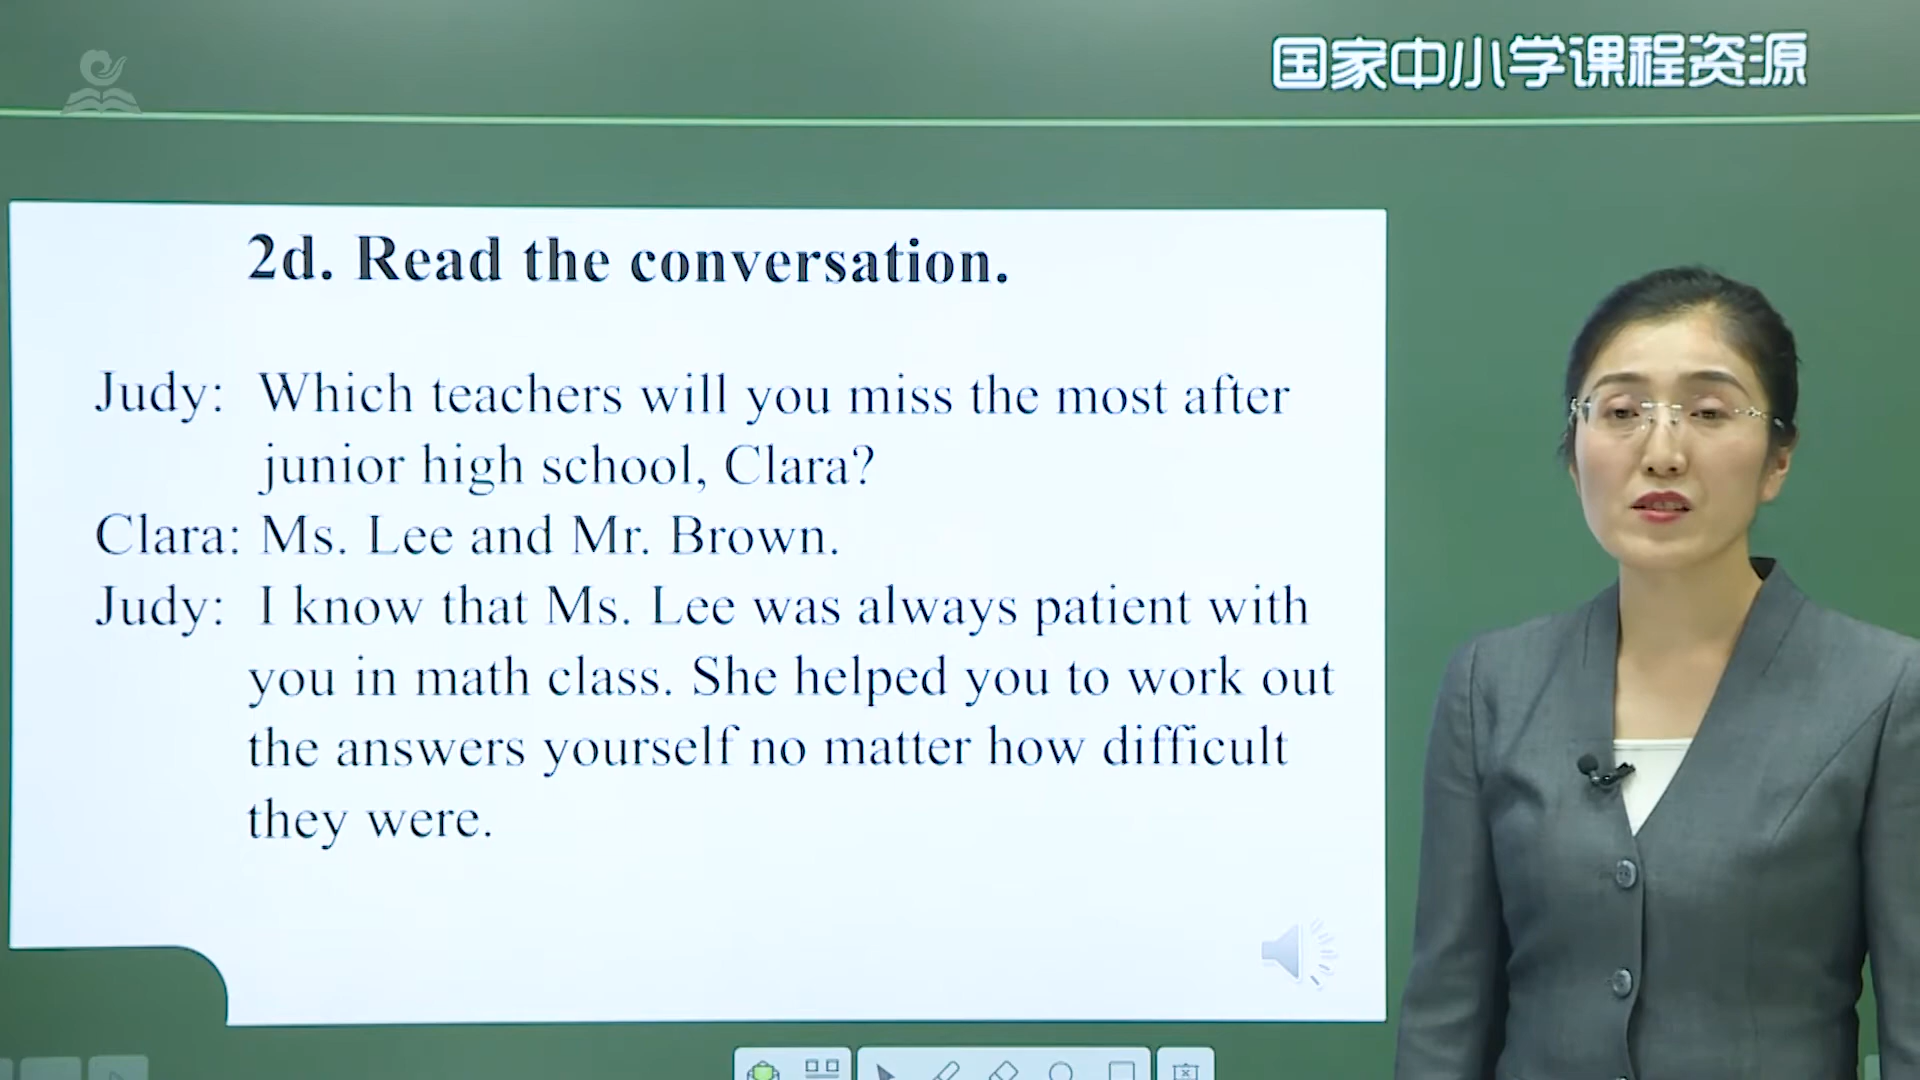 国家中小学课程资源
2d. Read the conversation.
Judy: Which teachers will you miss the most after
junior high school, Clara?
Clara: Ms. Lee and Mr. Brown.
Judy: I know that Ms. Lee was always patient with
you in math class. She helped you to work out
the answers yourself no matter how difficult
they were.